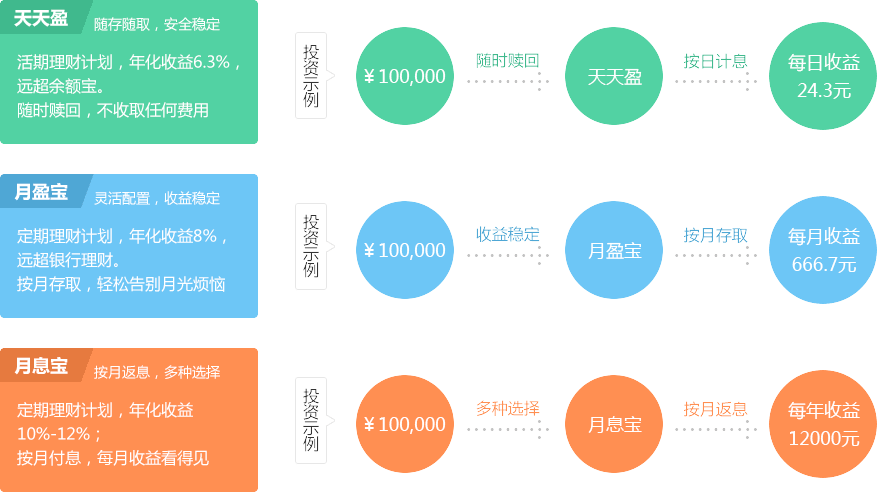 天天盈
随存随取，安全稳定
活期理财计划，年化收益6.3%，
远超余额宝。
随时赎回，不收取任何费用
投资示例
￥100,000
随时赎回
天天盈
按日计息
每日收益
24.3元
月盈宝
灵活配置，收益稳定
定期理财计划，年化收益8%，
远超银行理财。
按月存取，轻松告别月光烦恼
投资示例
￥100,000
收益稳定
月盈宝
按月存取
每月收益
666.7元
月息宝
按月返息，多种选择
定期理财计划，年化收益
10%-12%；
按月付息，每月收益看得见
投资示例
￥100,000
多种选择
月息宝
按月返息
每年收益
12000元